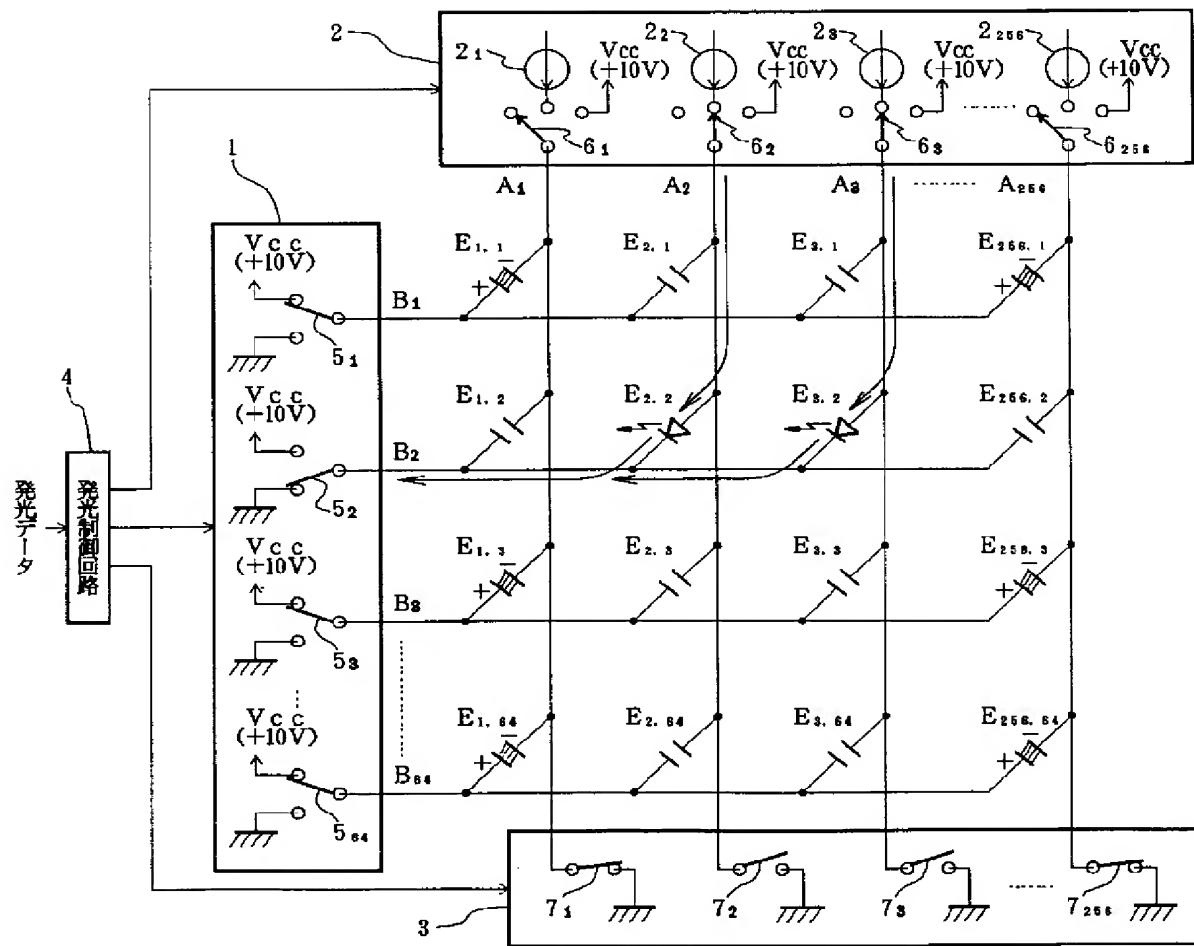 2
2₁
Vcc
(+10V)
2₂
Vcc
(+10V)
2₃
Vcc
(+10V)
2₂₅₆
Vcc
(+10V)
6₁
6₂
6₃
6₂₅₆
A₁
A₂
A₃
A₂₅₆
1
Vcc
(+10V)
5₁
B₁
E₁,₁
+
−
E₂,₁
E₃,₁
E₂₅₆,₁
+
−
Vcc
(+10V)
5₂
B₂
E₁,₂
E₂,₂
E₃,₂
E₂₅₆,₂
4
発光データ
発光制御回路
Vcc
(+10V)
5₃
B₃
E₁,₃
+
−
E₂,₃
E₃,₃
E₂₅₆,₃
+
−
Vcc
(+10V)
5₆₄
B₆₄
E₁,₆₄
+
−
E₂,₆₄
E₃,₆₄
E₂₅₆,₆₄
+
−
3
7₁
7₂
7₃
7₂₅₆